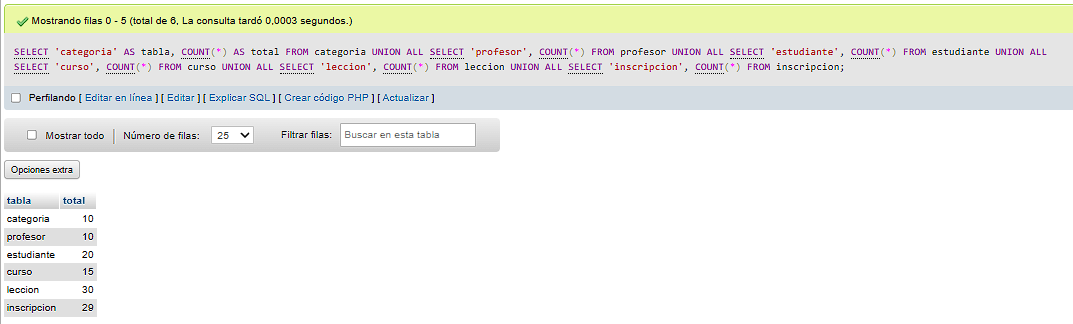 Mostrando filas 0 - 5 (total de 6, La consulta tardó 0,0003 segundos.)
SELECT 'categoria' AS tabla, COUNT(*) AS total FROM categoria UNION ALL SELECT 'profesor', COUNT(*) FROM profesor UNION ALL SELECT 'estudiante', COUNT(*) FROM estudiante UNION ALL
SELECT 'curso', COUNT(*) FROM curso UNION ALL SELECT 'leccion', COUNT(*) FROM leccion UNION ALL SELECT 'inscripcion', COUNT(*) FROM inscripcion;
Perfilando [ Editar en línea ] [ Editar ] [ Explicar SQL ] [ Crear código PHP ] [ Actualizar ]
Mostrar todo Número de filas: 25 Filtrar filas: Buscar en esta tabla
Opciones extra
tabla total
categoria 10
profesor 10
estudiante 20
curso 15
leccion 30
inscripcion 29